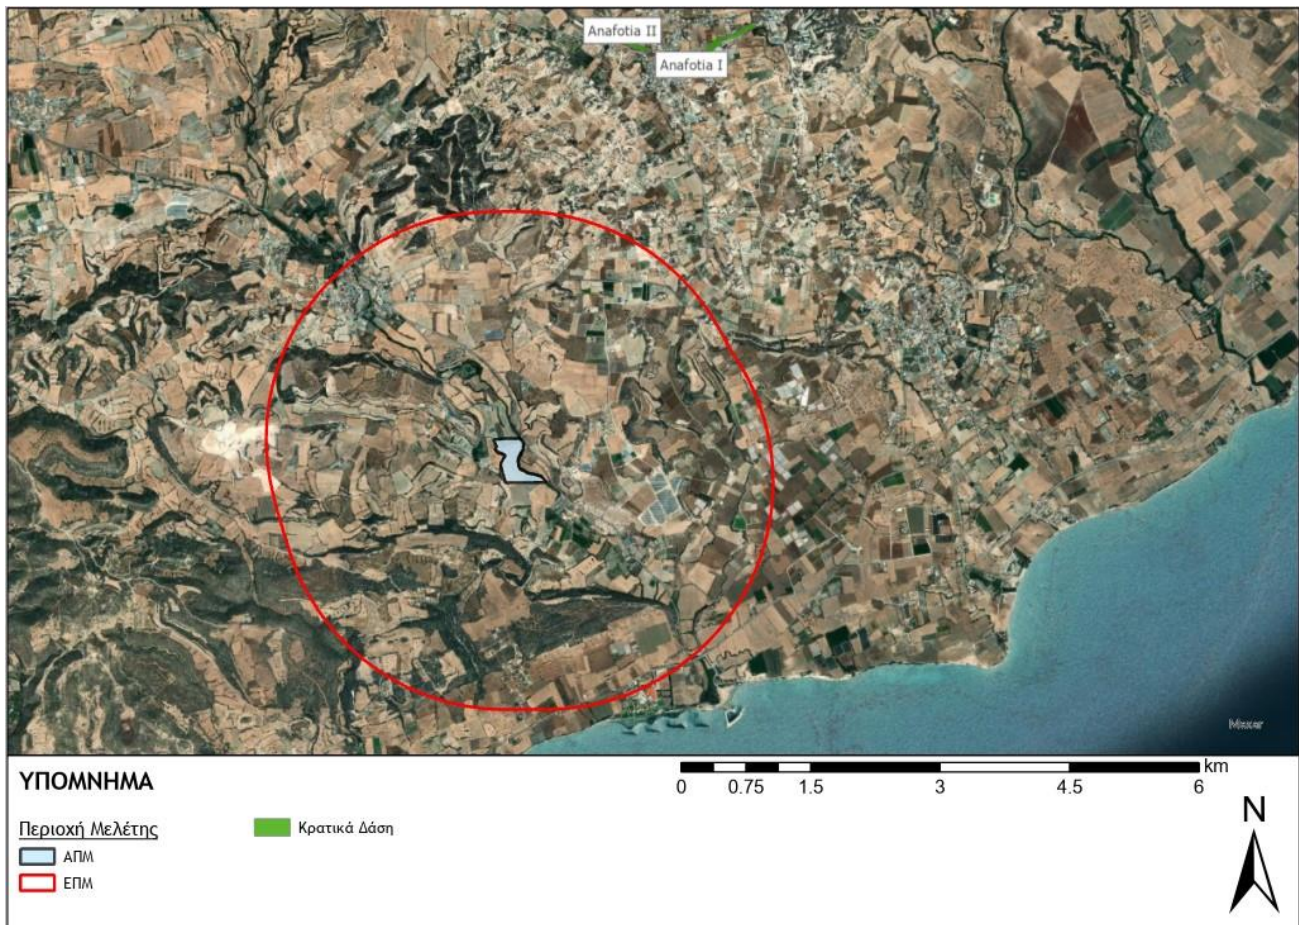 Anafotia II
Anafotia I
Maxar
ΥΠΟΜΝΗΜΑ
Περιοχή Μελέτης
ΑΠΜ
ΕΠΜ
Κρατικά Δάση
km
0 0.75 1.5 3 4.5 6
N